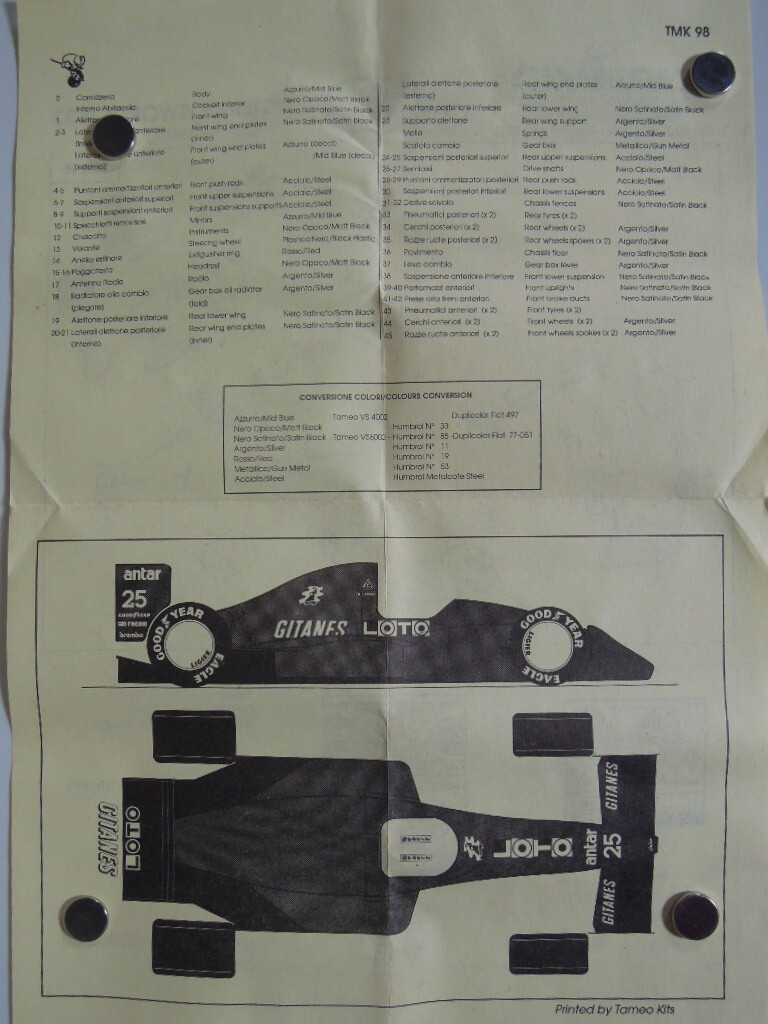 TMK 98
0 Carrozzeria Body Azzurro/Mid Blue
Interno Abitacolo Cockpit interior Nero Opaco/Matt Black
1 Front wing Nero Satinato/Satin Black
2-3 anteriore Front wing end plates Nero Satinato/Satin Black
(inner)
anteriore Front wing end plates Azzurro (deca)
(esterno) (outer) /Mid Blue (deca)
4-5 Puntoni ammortizzatori anteriori Front push rods Acciaio/Steel
6-7 Sospensioni anteriori superiori Front upper suspensions Acciaio/Steel
8-9 Supporti sospensioni anteriori Front suspensions supports Acciaio/Steel
10-11 Specchietti retrovisori Mirrors Azzurro/Mid Blue
12 Cruscotto Instruments Nero Opaco/Matt Black
13 Volante Steering wheel Plastica Nera/Black Plastic
14 Anello estintore Extiguisher ring Rosso/Red
15-16 Poggiatesta Headrest Nero Opaco/Matt Black
17 Antenna Radio Radio Argento/Silver
18 Radiatore olio cambio Gear box oil radiator Argento/Silver
(piegare) (fold)
19 Alettone posteriore inferiore Rear lower wing Nero Satinato/Satin Black
20-21 Laterali alettone posteriore Rear wing end plates Nero Satinato/Satin Black
(interno) (inner)
Laterali alettone posteriore Rear wing end plates Azzurro/Mid Blue
(esterno) (outer)
22 Alettone posteriore inferiore Rear lower wing Nero Satinato/Satin Black
23 Supporto alettone Rear wing support Argento/Silver
Molle Springs Argento/Silver
Scatola cambio Gear box Metallico/Gun Metal
24-25 Sospensioni posteriori superiori Rear upper suspensions Acciaio/Steel
26-27 Semiassi Drive shafts Nero Opaco/Matt Black
28-29 Puntoni ammortizzatori posteriori Rear push rods Acciaio/Steel
30 Sospensioni posteriori inferiori Rear lower suspensions Acciaio/Steel
31-32 Derive scivolo Chassis fences Nero Satinato/Satin Black
33 Pneumatici posteriori (x 2) Rear tyres (x 2)
34 Cerchi posteriori (x 2) Rear wheels (x 2) Argento/Silver
35 Razze ruote posteriori (x 2) Rear wheels spokes (x 2) Argento/Silver
36 Pavimento Chassis floor Nero Satinato/Satin Black
37 Leva cambio Gear box lever Argento/Silver
38 Sospensione anteriore inferiore Front lower suspension Nero Satinato/Satin Black
39-40 Portamozzi anteriori Front uprights Nero Satinato/Satin Black
41-42 Prese aria freni anteriori Front brake ducts Nero Satinato/Satin Black
43 Pneumatici anteriori (x 2) Front tyres (x 2)
44 Cerchi anteriori (x 2) Front wheels (x 2) Argento/Silver
45 Razze ruote anteriori (x 2) Front wheels spokes (x 2) Argento/Silver
CONVERSIONE COLORI/COLOURS CONVERSION
Azzurro/Mid Blue Tameo VS 4002 Duplicolor Fiat 497
Nero Opaco/Matt Black Humbrol N° 33
Nero Satinato/Satin Black Tameo VS6002 - Humbrol N° 85 -Duplicolor Fiat 77-051
Argento/Silver Humbrol N° 11
Rosso/Red Humbrol N° 19
Metallico/Gun Metal Humbrol N° 53
Acciaio/Steel Humbrol Metalcote Steel
antar
25
brembo
GOOD YEAR
EAGLE
LIGIER
GITANES LOTO
GOOD YEAR
EAGLE
LIGIER
GITANES
LOTO
LOTO
antar
25
GITANES
GITANES
Printed by Tameo Kits